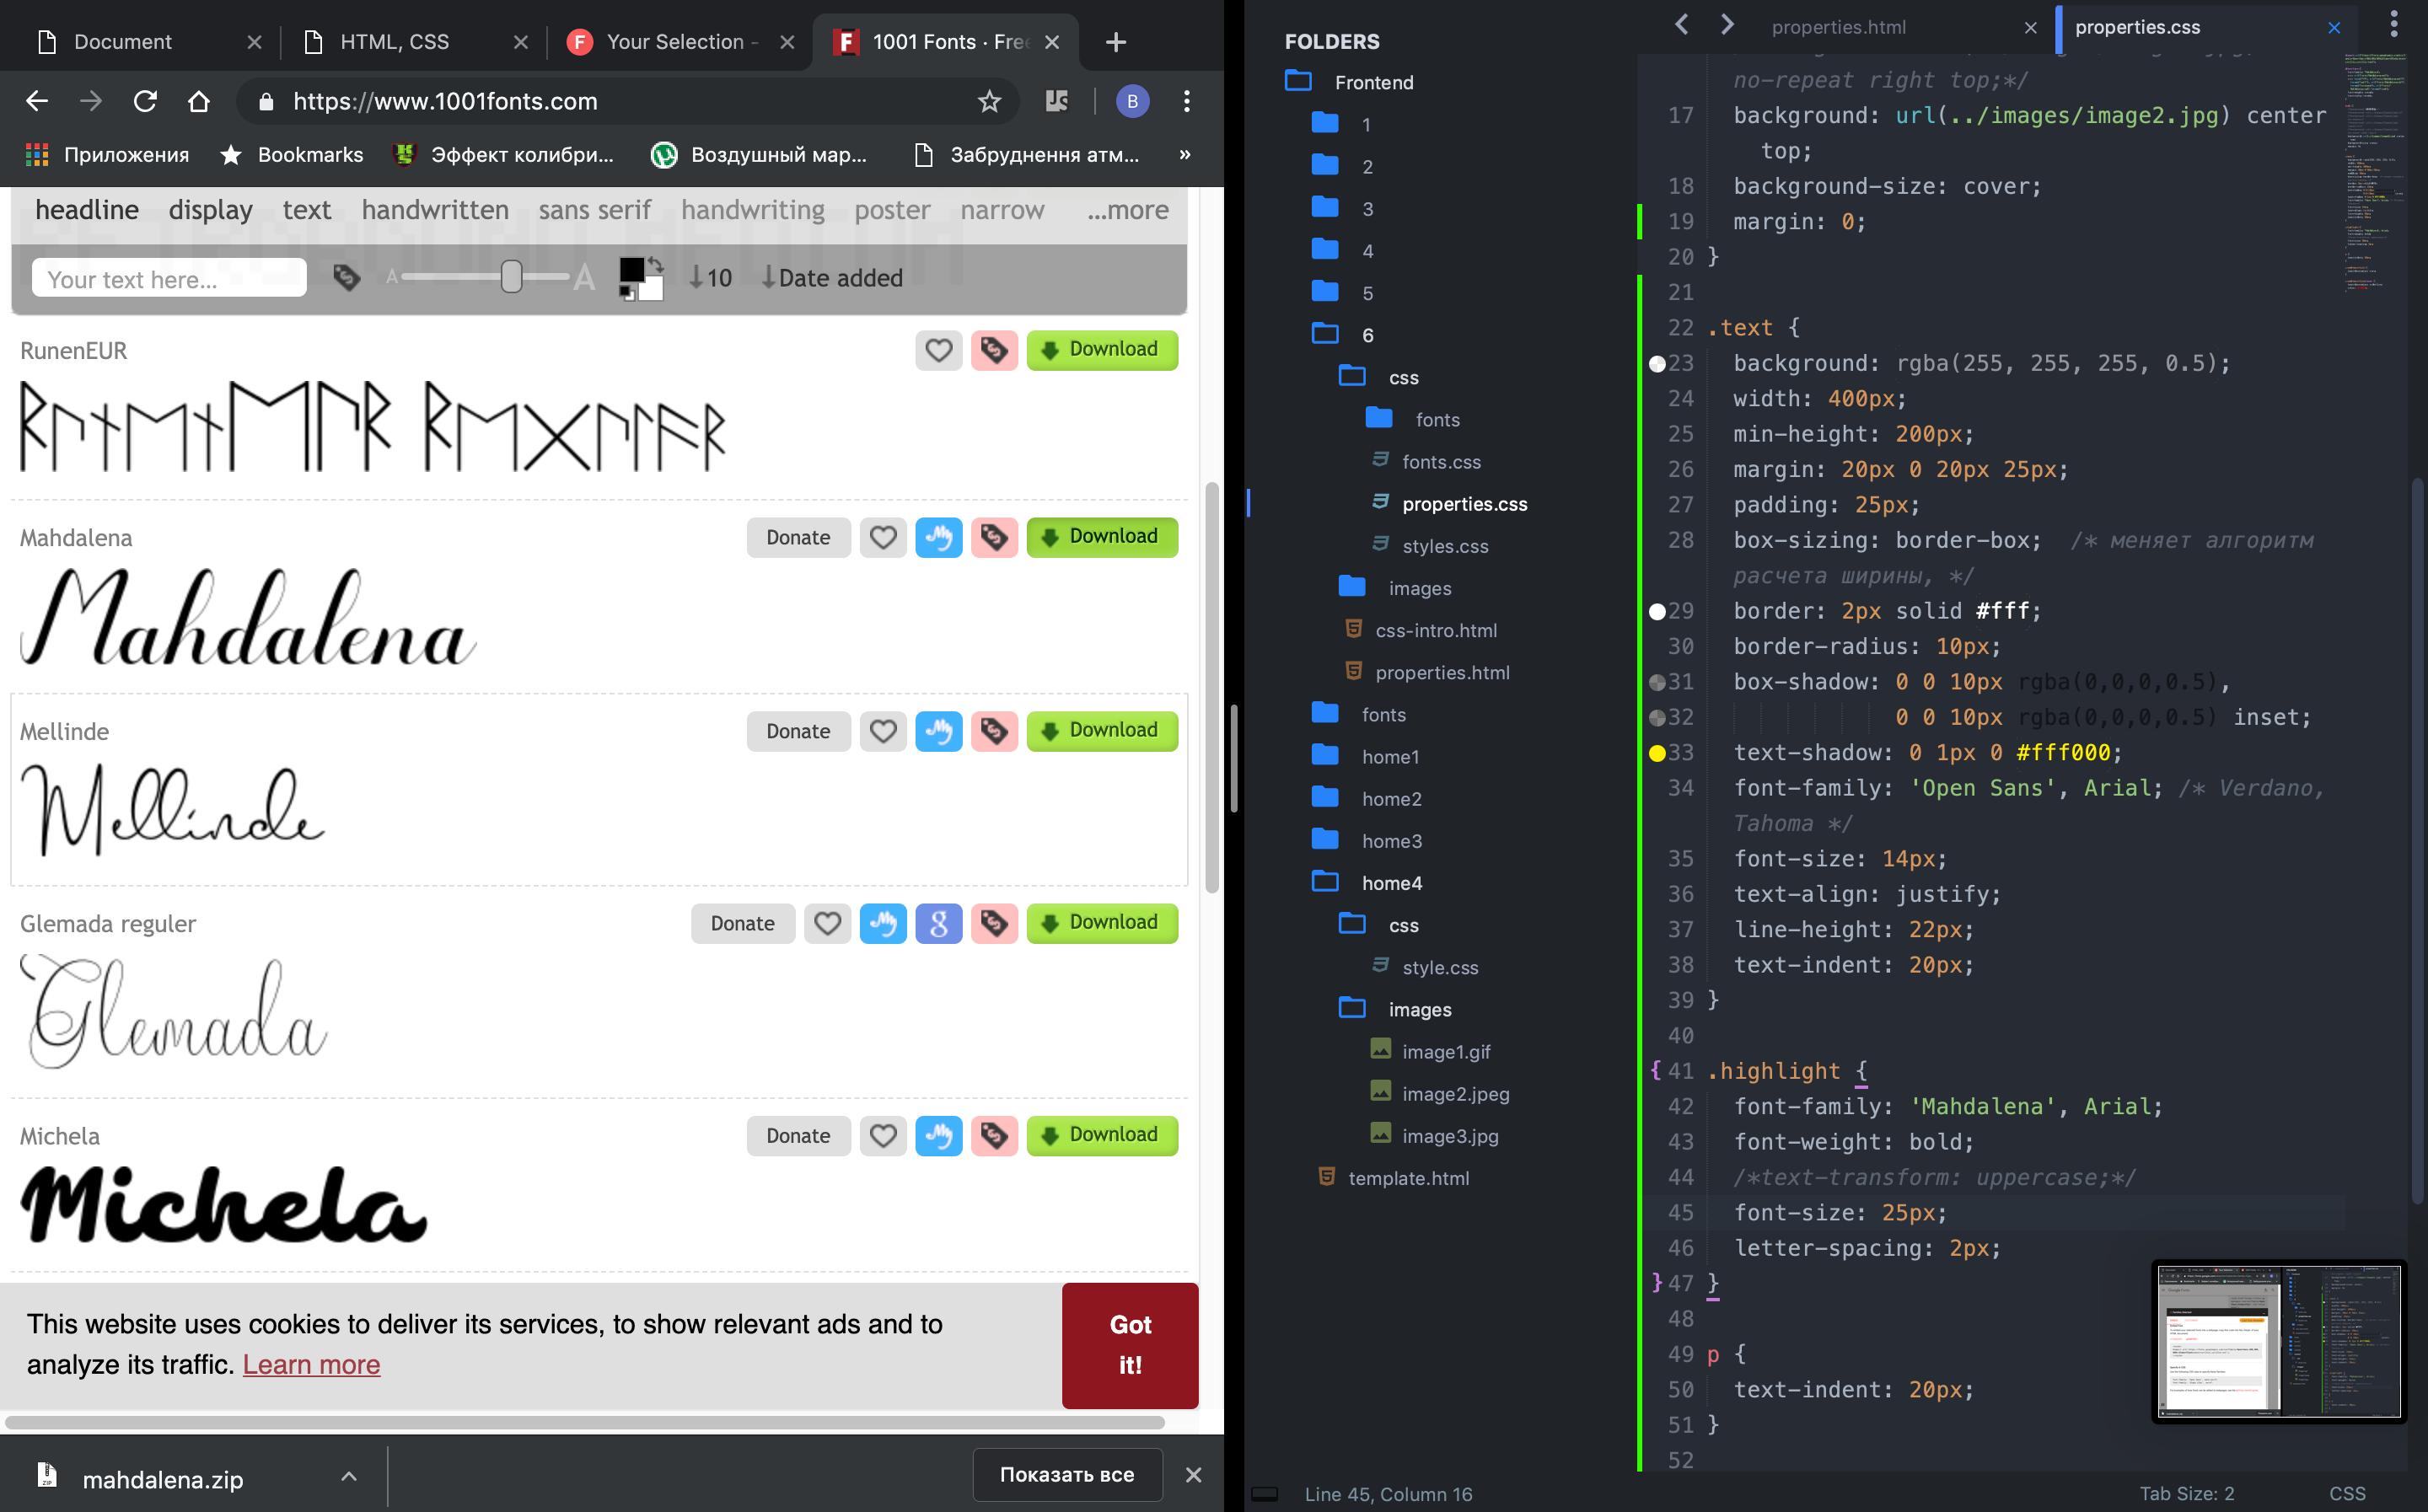 Document
HTML, CSS
Your Selection -
1001 Fonts · Fre
https://www.1001fonts.com
B
Приложения
Bookmarks
Эффект колибри...
Воздушный мар...
Забруднення атм...
»
headline display text handwritten sans serif handwriting poster narrow ...more
Your text here...
A
A
10
Date added
RunenEUR
Download
RunenEUR Regular
Mahdalena
Donate
Download
Mahdalena
Mellinde
Donate
Download
Mellinde
Glemada reguler
Donate
Download
Glemada
Michela
Donate
Download
Michela
This website uses cookies to deliver its services, to show relevant ads and to
analyze its traffic. Learn more
Got
it!
mahdalena.zip
Показать все
FOLDERS
Frontend
1
2
3
4
5
6
css
fonts
fonts.css
properties.css
styles.css
images
css-intro.html
properties.html
fonts
home1
home2
home3
home4
css
style.css
images
image1.gif
image2.jpeg
image3.jpg
template.html
properties.html
properties.css
no-repeat right top;*/
17 background: url(../images/image2.jpg) center
top;
18 background-size: cover;
19 margin: 0;
20 }
21
22 .text {
23 background: rgba(255, 255, 255, 0.5);
24 width: 400px;
25 min-height: 200px;
26 margin: 20px 0 20px 25px;
27 padding: 25px;
28 box-sizing: border-box; /* меняет алгоритм
расчета ширины, */
29 border: 2px solid #fff;
30 border-radius: 10px;
31 box-shadow: 0 0 10px rgba(0,0,0,0.5),
32 0 0 10px rgba(0,0,0,0.5) inset;
33 text-shadow: 0 1px 0 #fff000;
34 font-family: 'Open Sans', Arial; /* Verdano,
Tahoma */
35 font-size: 14px;
36 text-align: justify;
37 line-height: 22px;
38 text-indent: 20px;
39 }
40
{ 41 .highlight {
42 font-family: 'Mahdalena', Arial;
43 font-weight: bold;
44 /*text-transform: uppercase;*/
45 font-size: 25px;
46 letter-spacing: 2px;
} 47 }
48
49 p {
50 text-indent: 20px;
51 }
52
Line 45, Column 16
Tab Size: 2
CSS